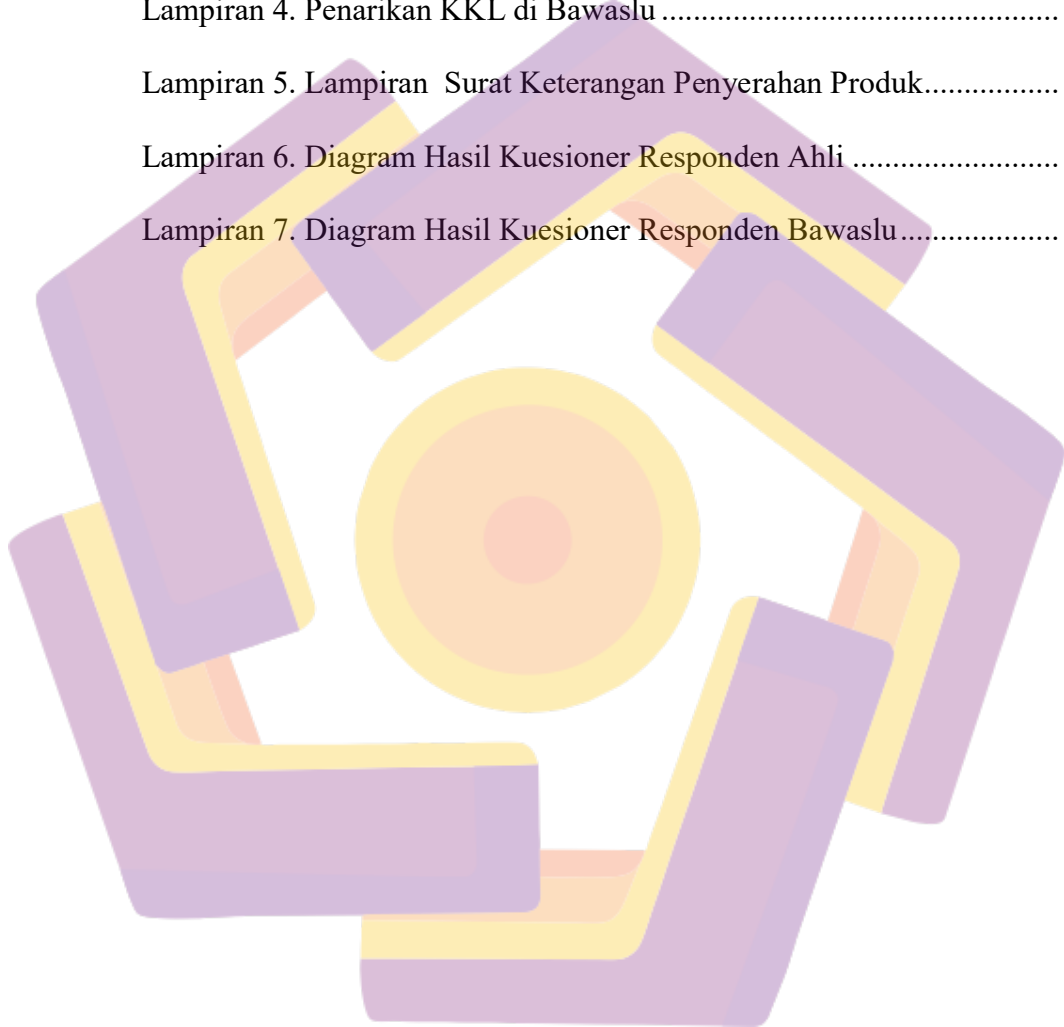 Lampiran 4. Penarikan KKL di Bawaslu ..........................................
Lampiran 5. Lampiran  Surat Keterangan Penyerahan Produk.................
Lampiran 6. Diagram Hasil Kuesioner Responden Ahli ..........................
Lampiran 7. Diagram Hasil Kuesioner Responden Bawaslu....................